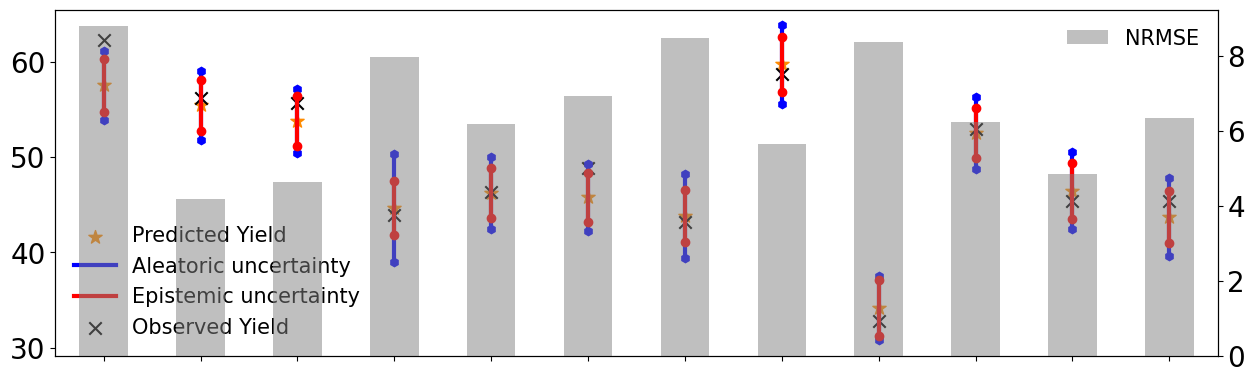 60
50
40
30
Predicted Yield
Aleatoric uncertainty
Epistemic uncertainty
Observed Yield
NRMSE
8
6
4
2
0